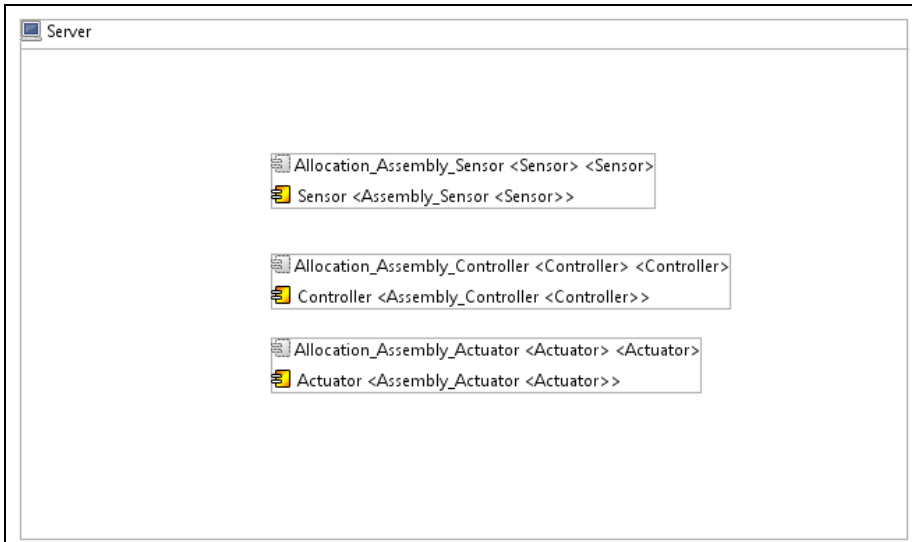 Server
Allocation_Assembly_Sensor <Sensor> <Sensor>
Sensor <Assembly_Sensor <Sensor>>
Allocation_Assembly_Controller <Controller> <Controller>
Controller <Assembly_Controller <Controller>>
Allocation_Assembly_Actuator <Actuator> <Actuator>
Actuator <Assembly_Actuator <Actuator>>